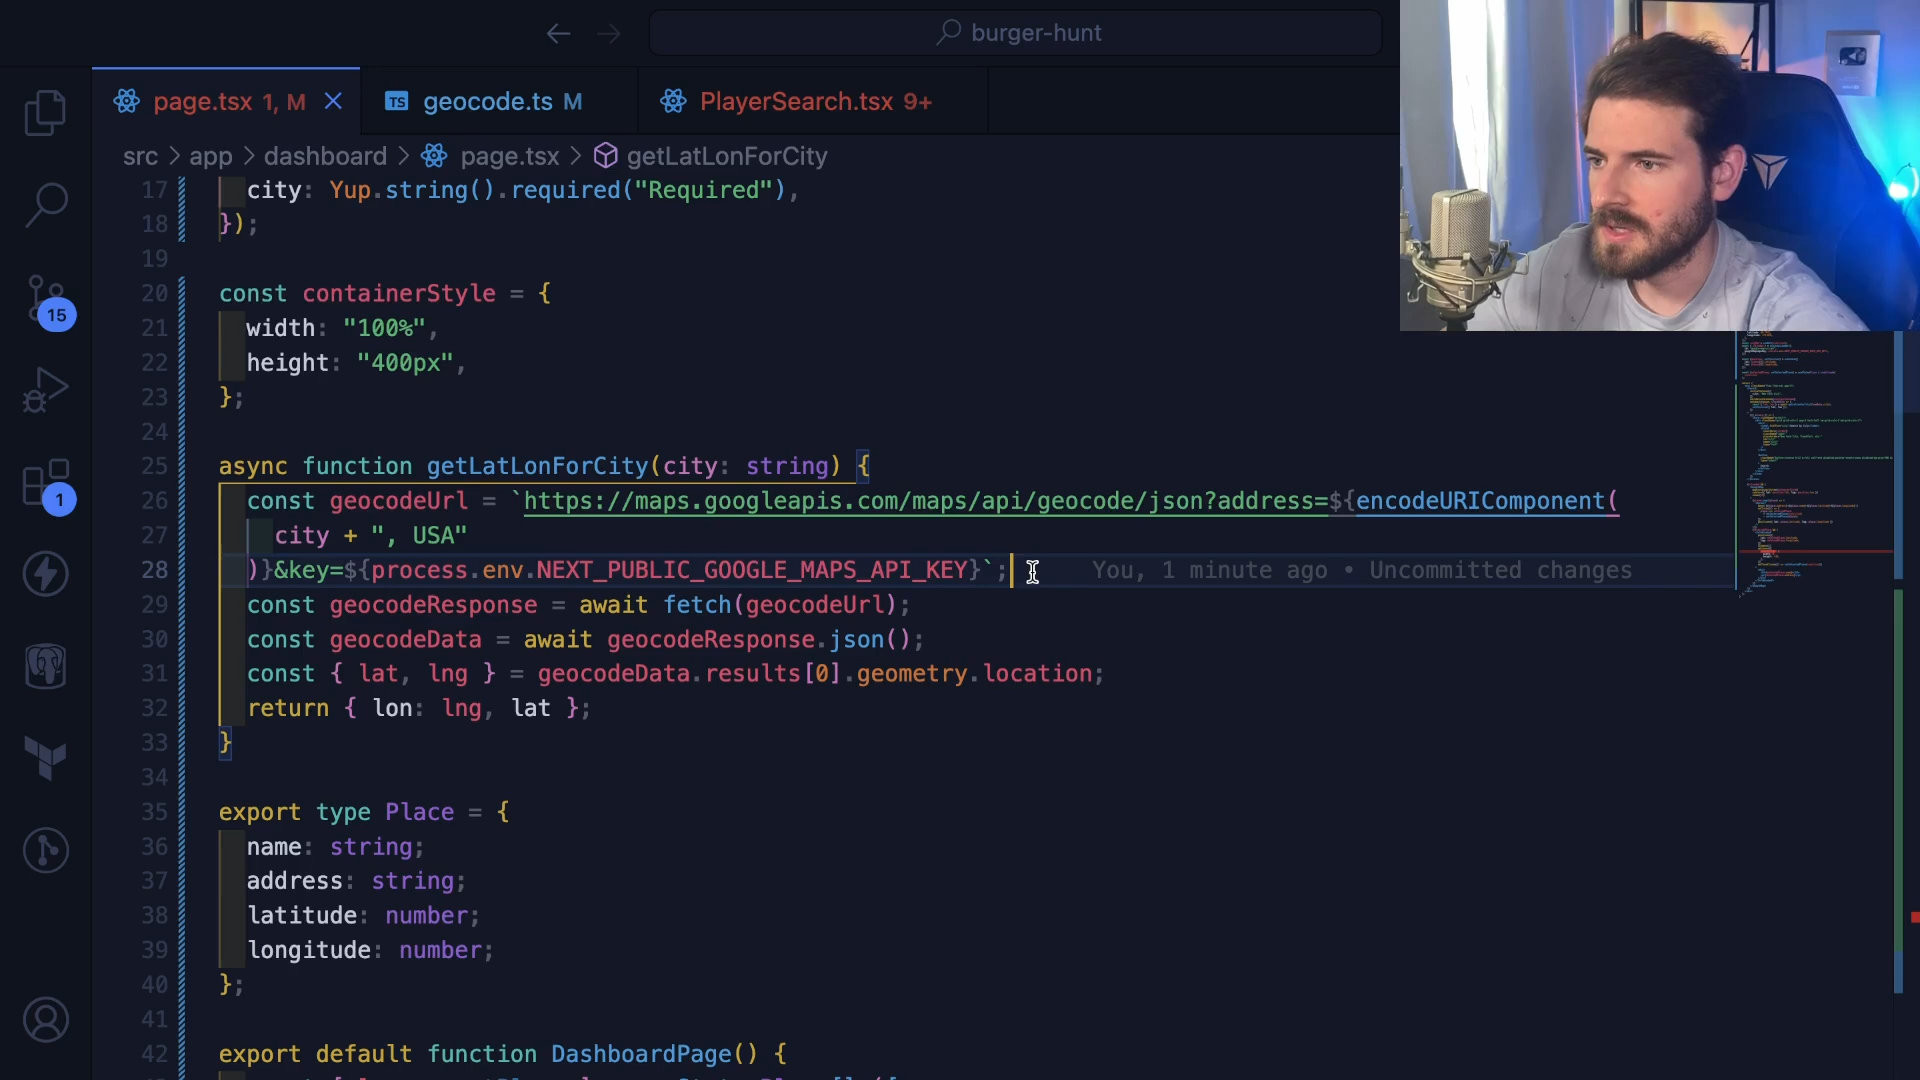 burger-hunt
page.tsx 1, M
geocode.ts M
PlayerSearch.tsx 9+
src > app > dashboard > page.tsx > getLatLonForCity
17 city: Yup.string().required("Required"),
18 });
19
20 const containerStyle = {
21 width: "100%",
22 height: "400px",
23 };
24
25 async function getLatLonForCity(city: string) {
26 const geocodeUrl = `https://maps.googleapis.com/maps/api/geocode/json?address=${encodeURIComponent(
27 city + ", USA"
28 )}&key=${process.env.NEXT_PUBLIC_GOOGLE_MAPS_API_KEY}`; You, 1 minute ago • Uncommitted changes
29 const geocodeResponse = await fetch(geocodeUrl);
30 const geocodeData = await geocodeResponse.json();
31 const { lat, lng } = geocodeData.results[0].geometry.location;
32 return { lon: lng, lat };
33 }
34
35 export type Place = {
36 name: string;
37 address: string;
38 latitude: number;
39 longitude: number;
40 };
41
42 export default function DashboardPage() {
15
1
TS